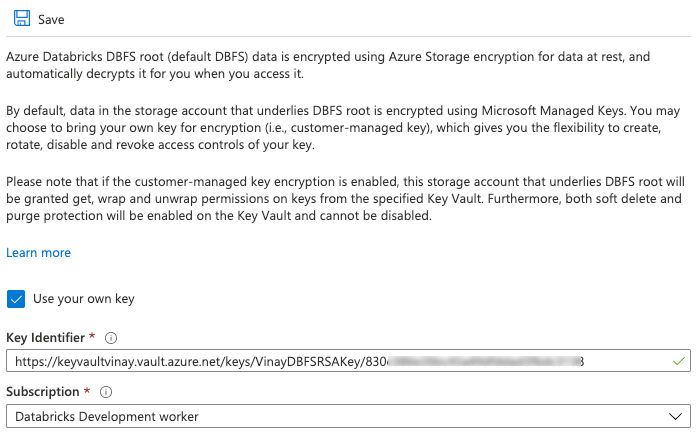 Save
Azure Databricks DBFS root (default DBFS) data is encrypted using Azure Storage encryption for data at rest, and
automatically decrypts it for you when you access it.
By default, data in the storage account that underlies DBFS root is encrypted using Microsoft Managed Keys. You may
choose to bring your own key for encryption (i.e., customer-managed key), which gives you the flexibility to create,
rotate, disable and revoke access controls of your key.
Please note that if the customer-managed key encryption is enabled, this storage account that underlies DBFS root will
be granted get, wrap and unwrap permissions on keys from the specified Key Vault. Furthermore, both soft delete and
purge protection will be enabled on the Key Vault and cannot be disabled.
Learn more
Use your own key
Key Identifier *
https://keyvaultvinay.vault.azure.net/keys/VinayDBFSRSAKey/830
Subscription *
Databricks Development worker